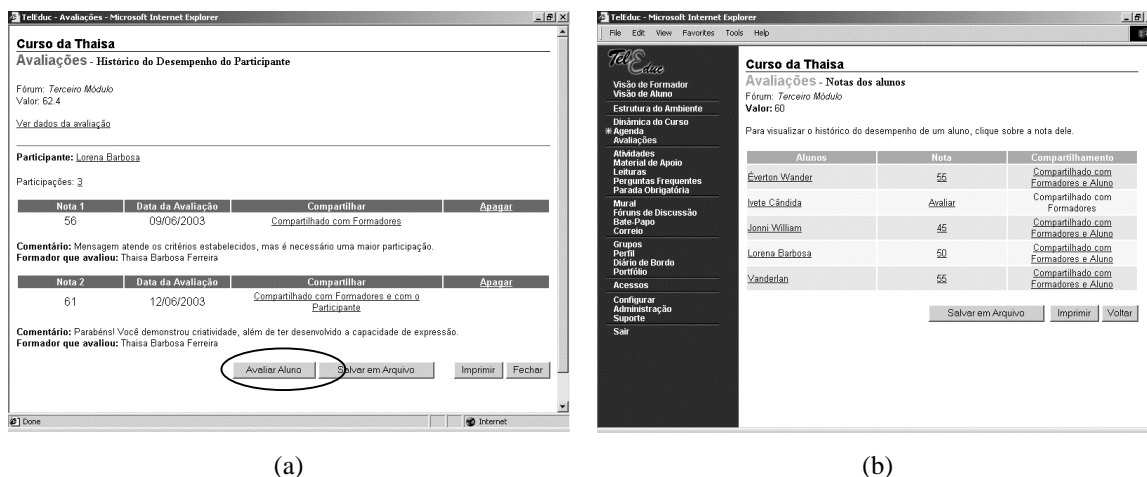 TelEduc - Avaliações - Microsoft Internet Explorer
Curso da Thaisa
Avaliações - Histórico do Desempenho do Participante
Fórum: Terceiro Módulo
Valor: 62.4
Ver dados da avaliação
Participante: Lorena Barbosa
Participações: 3
Nota 1 Data da Avaliação Compartilhar Apagar
56 09/06/2003 Compartilhado com Formadores
Comentário: Mensagem atende os critérios estabelecidos, mas é necessário uma maior participação.
Formador que avaliou: Thaisa Barbosa Ferreira
Nota 2 Data da Avaliação Compartilhar Apagar
61 12/06/2003 Compartilhado com Formadores e com o
Participante
Comentário: Parabéns! Você demonstrou criatividade, além de ter desenvolvido a capacidade de expressão.
Formador que avaliou: Thaisa Barbosa Ferreira
Avaliar Aluno Salvar em Arquivo Imprimir Fechar
Done Internet
(a)
TelEduc - Microsoft Internet Explorer
File Edit View Favorites Tools Help
TelEduc
Visão de Formador
Visão de Aluno
Estrutura do Ambiente
Dinâmica do Curso
Agenda
Avaliações
Atividades
Material de Apoio
Leituras
Perguntas Frequentes
Parada Obrigatória
Mural
Fóruns de Discussão
Bate-Papo
Correio
Grupos
Perfil
Diário de Bordo
Portfólio
Acessos
Configurar
Administração
Suporte
Sair
Curso da Thaisa
Avaliações - Notas dos alunos
Fórum: Terceiro Módulo
Valor: 60
Para visualizar o histórico do desempenho de um aluno, clique sobre a nota dele.
Alunos Nota Compartilhamento
Éverton Wander 55 Compartilhado com
Formadores e Aluno
Ivete Cândida Avaliar Compartilhado com
Formadores
Jonni William 45 Compartilhado com
Formadores e Aluno
Lorena Barbosa 50 Compartilhado com
Formadores e Aluno
Vanderlan 55 Compartilhado com
Formadores e Aluno
Salvar em Arquivo Imprimir Voltar
(b)